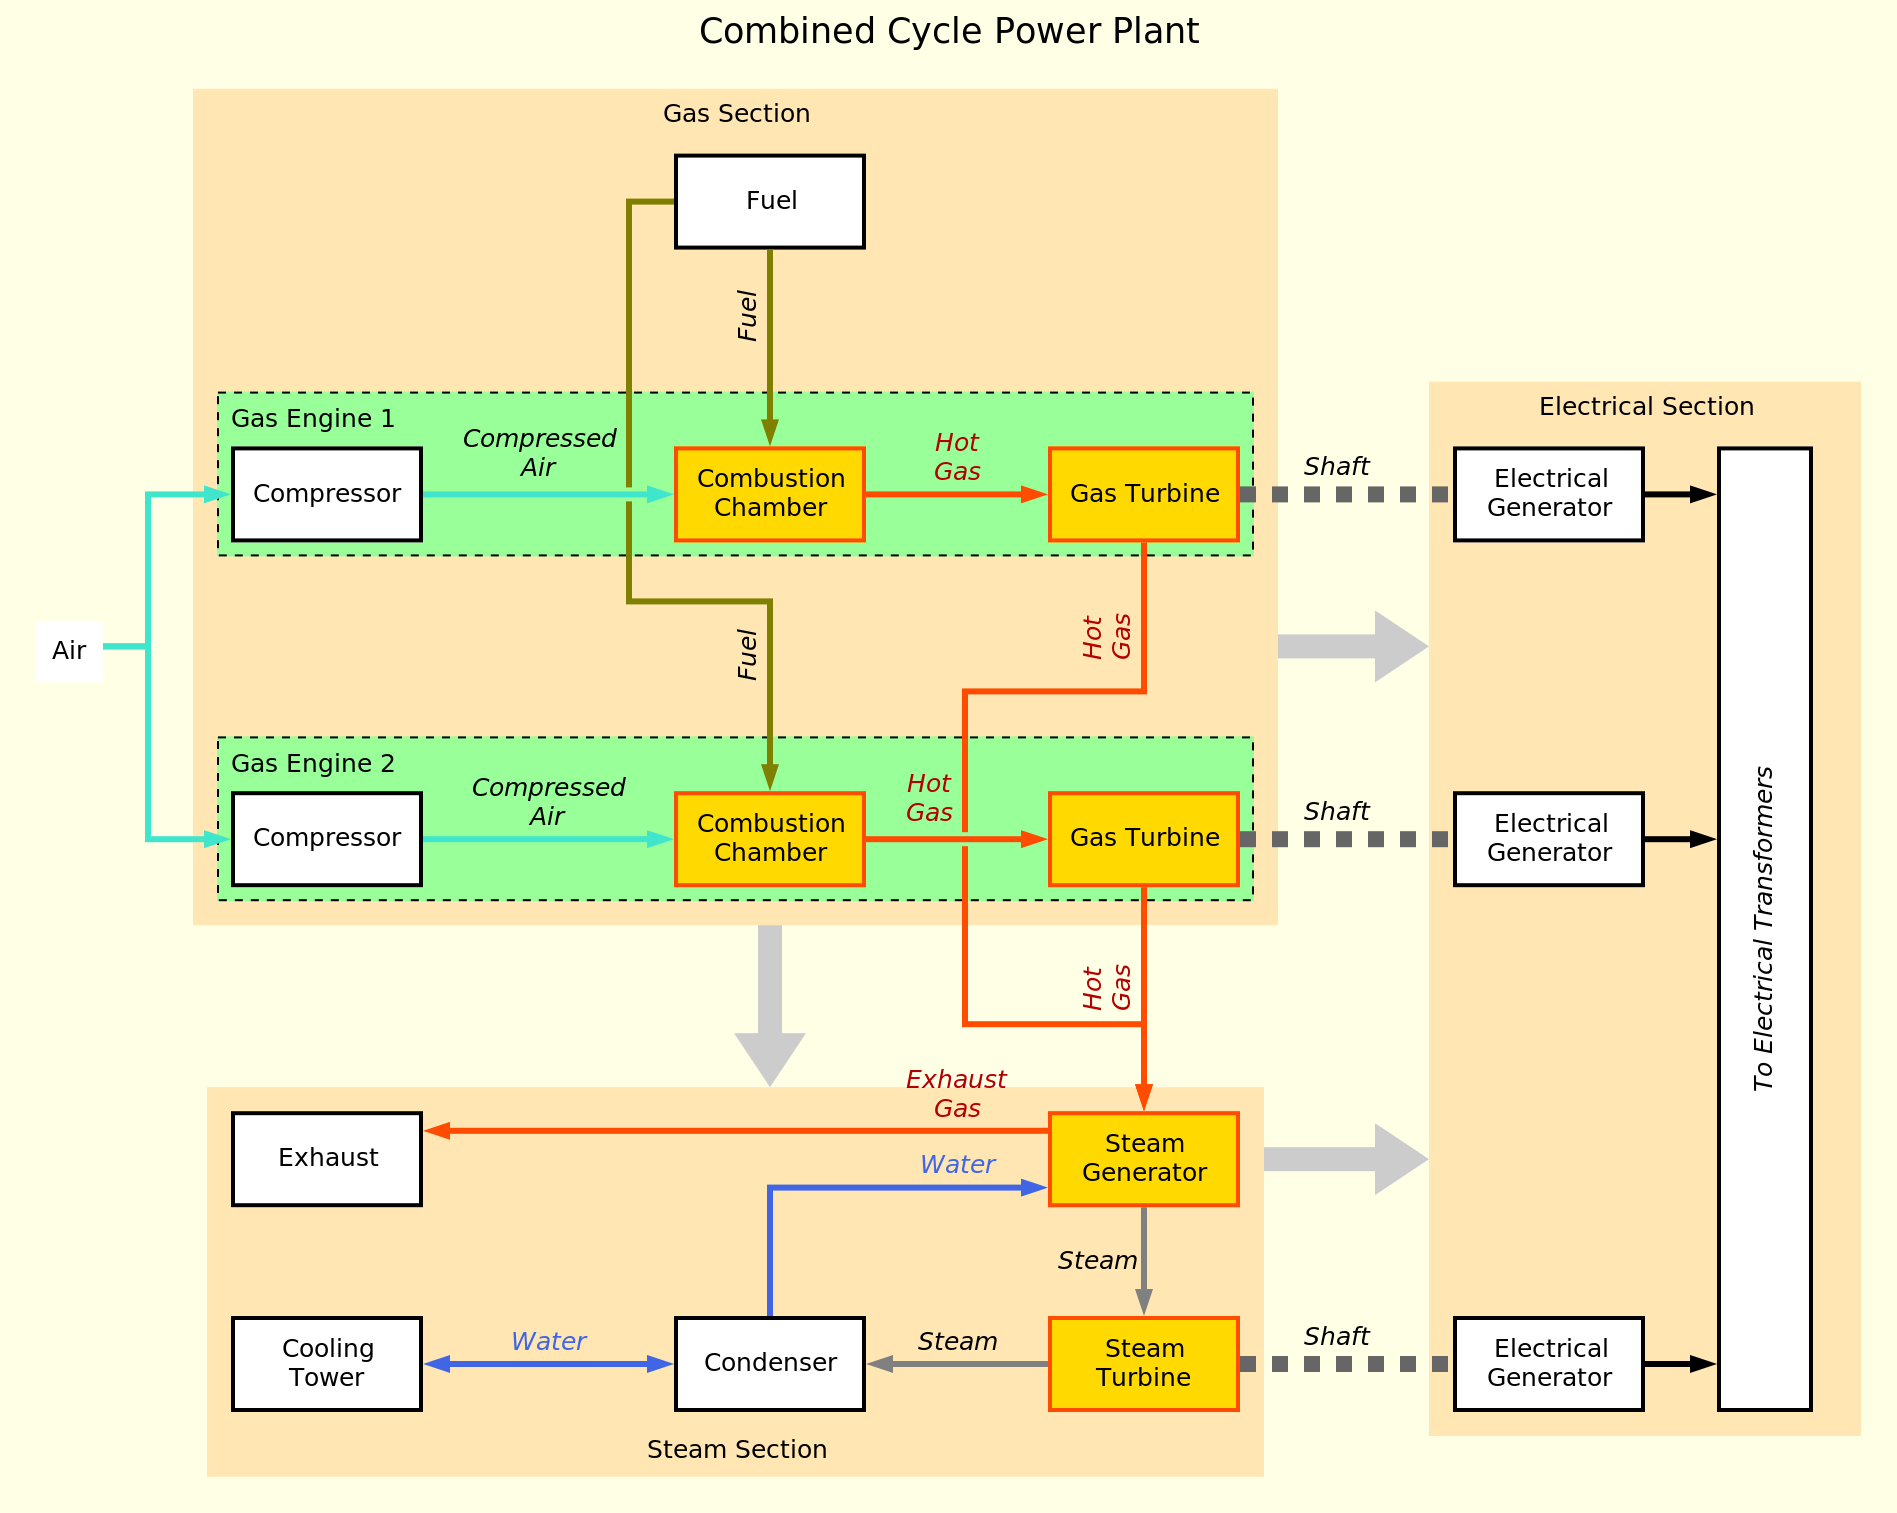 Combined Cycle Power Plant
Gas Section
Fuel
Fuel
Gas Engine 1
Compressor
Compressed
Air
Combustion
Chamber
Hot
Gas
Gas Turbine
Shaft
Electrical Section
Electrical
Generator
Air
Fuel
Hot
Gas
Gas Engine 2
Compressor
Compressed
Air
Combustion
Chamber
Hot
Gas
Gas Turbine
Shaft
Electrical
Generator
To Electrical Transformers
Hot
Gas
Exhaust
Gas
Exhaust
Steam
Generator
Water
Steam
Cooling
Tower
Water
Condenser
Steam
Steam
Turbine
Shaft
Electrical
Generator
Steam Section